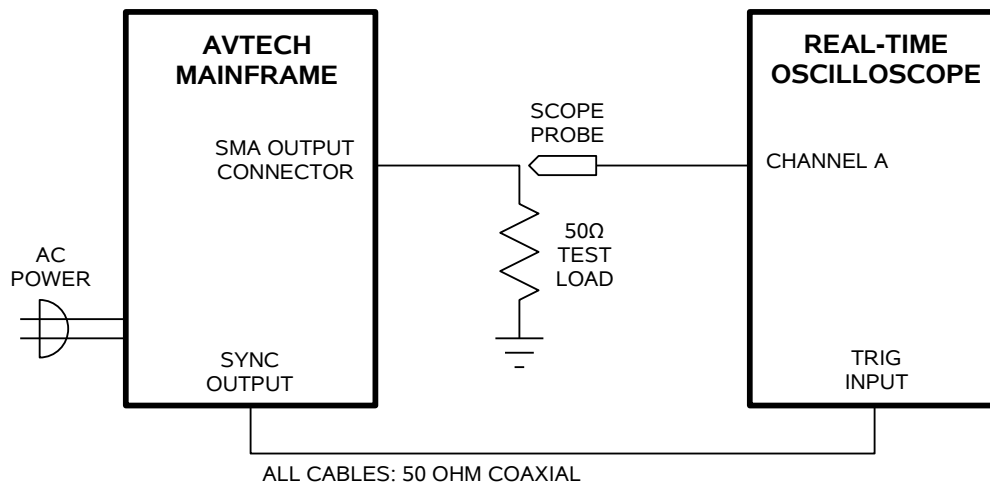 AVTECH
MAINFRAME
REAL-TIME
OSCILLOSCOPE
SCOPE
PROBE
SMA OUTPUT
CONNECTOR
CHANNEL A
50Ω
TEST
LOAD
AC
POWER
SYNC
OUTPUT
TRIG
INPUT
ALL CABLES: 50 OHM COAXIAL